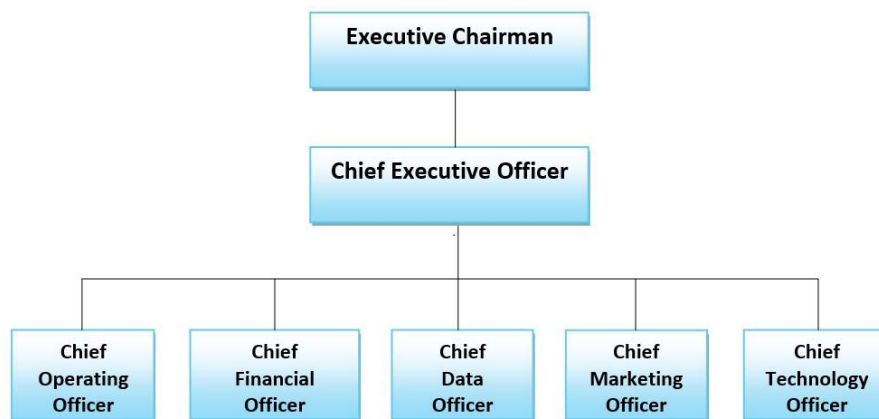 Executive Chairman
Chief Executive Officer
Chief
Operating
Officer
Chief
Financial
Officer
Chief
Data
Officer
Chief
Marketing
Officer
Chief
Technology
Officer